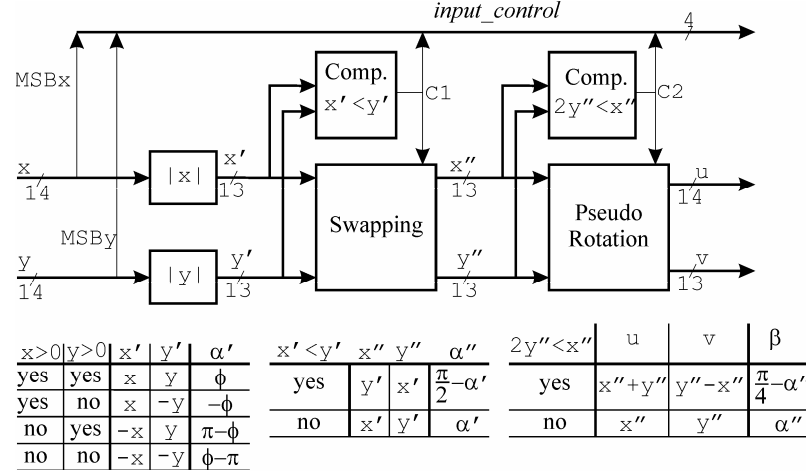 input_control
4
MSBx
Comp.
x′<y′
C1
Comp.
2y″<x″
C2
x
14
|x|
x′
13
x″
13
u
14
Swapping
Pseudo
Rotation
MSBy
y
14
|y|
y′
13
y″
13
v
13
x>0 y>0 x′ y′ α′
yes yes x y ϕ
yes no x -y -ϕ
no yes -x y π-ϕ
no no -x -y ϕ-π
x′<y′ x″ y″ α″
yes y′ x′ π/2-α′
no x′ y′ α′
2y″<x″ u v β
yes x″+y″ y″-x″ π/4-α′
no x″ y″ α″